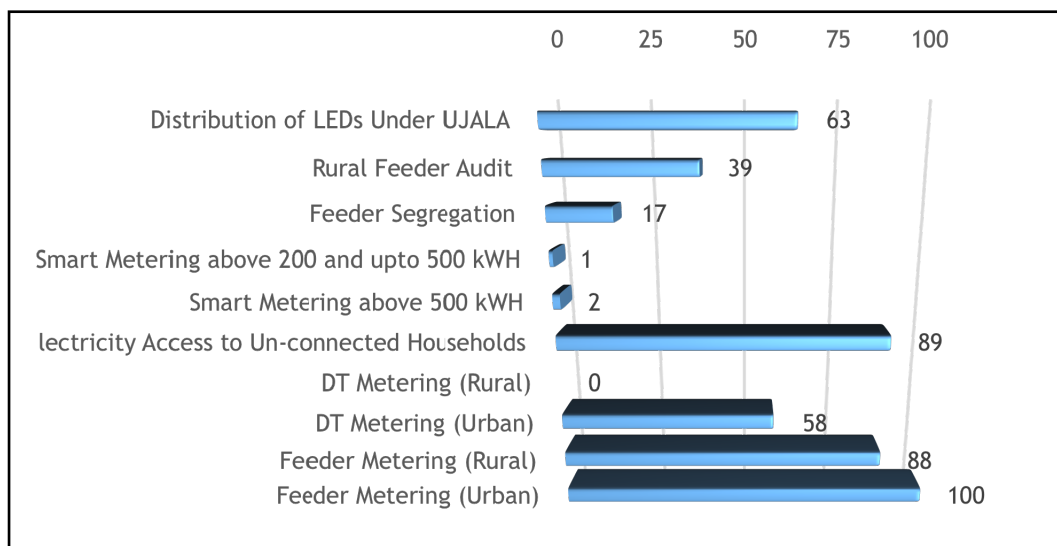 0 25 50 75 100
Distribution of LEDs Under UJALA 63
Rural Feeder Audit 39
Feeder Segregation 17
Smart Metering above 200 and upto 500 kWH 1
Smart Metering above 500 kWH 2
lectricity Access to Un-connected Households 89
DT Metering (Rural) 0
DT Metering (Urban) 58
Feeder Metering (Rural) 88
Feeder Metering (Urban) 100